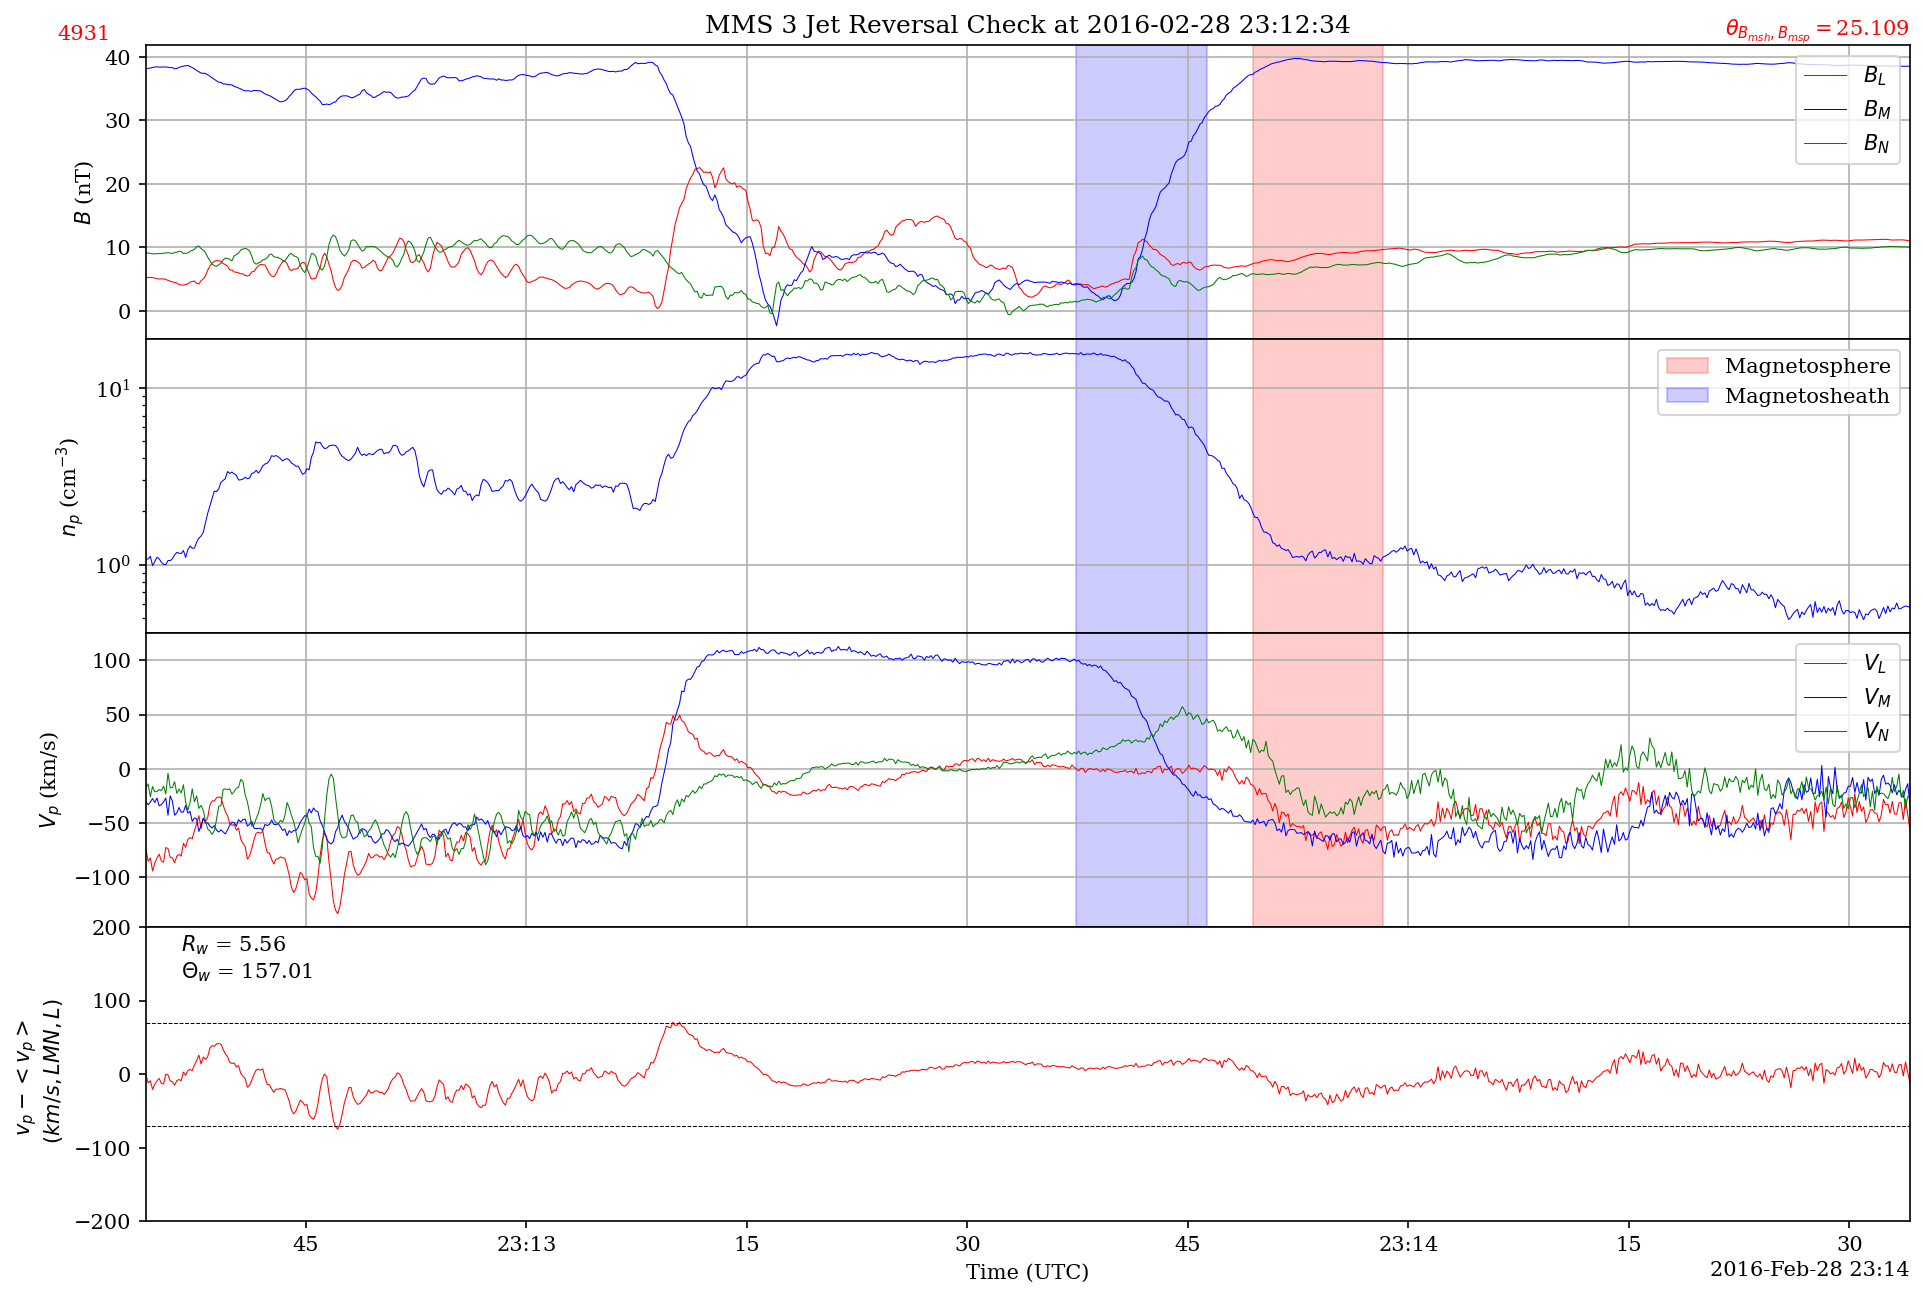 MMS 3 Jet Reversal Check at 2016-02-28 23:12:34
4931
θ_{B_{msh}, B_{msp}} = 25.109
40
30
20
10
0
B (nT)
B_L
B_M
B_N
10^1
10^0
n_p (cm^{-3})
Magnetosphere
Magnetosheath
100
50
0
−50
−100
V_p (km/s)
V_L
V_M
V_N
200
100
0
−100
−200
v_p − < v_p >
(km/s, LMN, L)
R_w = 5.56
Θ_w = 157.01
45 23:13 15 30 45 23:14 15 30
Time (UTC)
2016-Feb-28 23:14